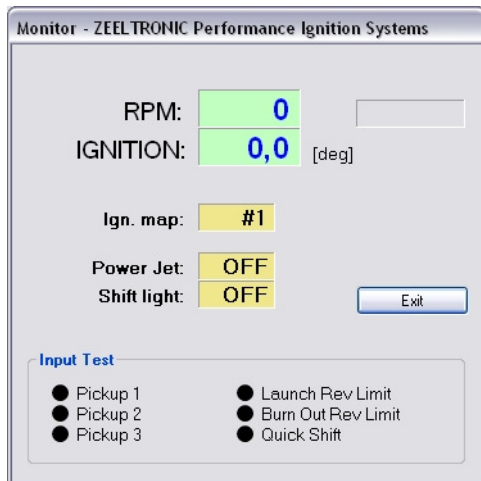 Monitor - ZEELTRONIC Performance Ignition Systems
RPM: 0
IGNITION: 0,0 [deg]
Ign. map: #1
Power Jet: OFF
Shift light: OFF
Exit
Input Test
Pickup 1 Launch Rev Limit
Pickup 2 Burn Out Rev Limit
Pickup 3 Quick Shift